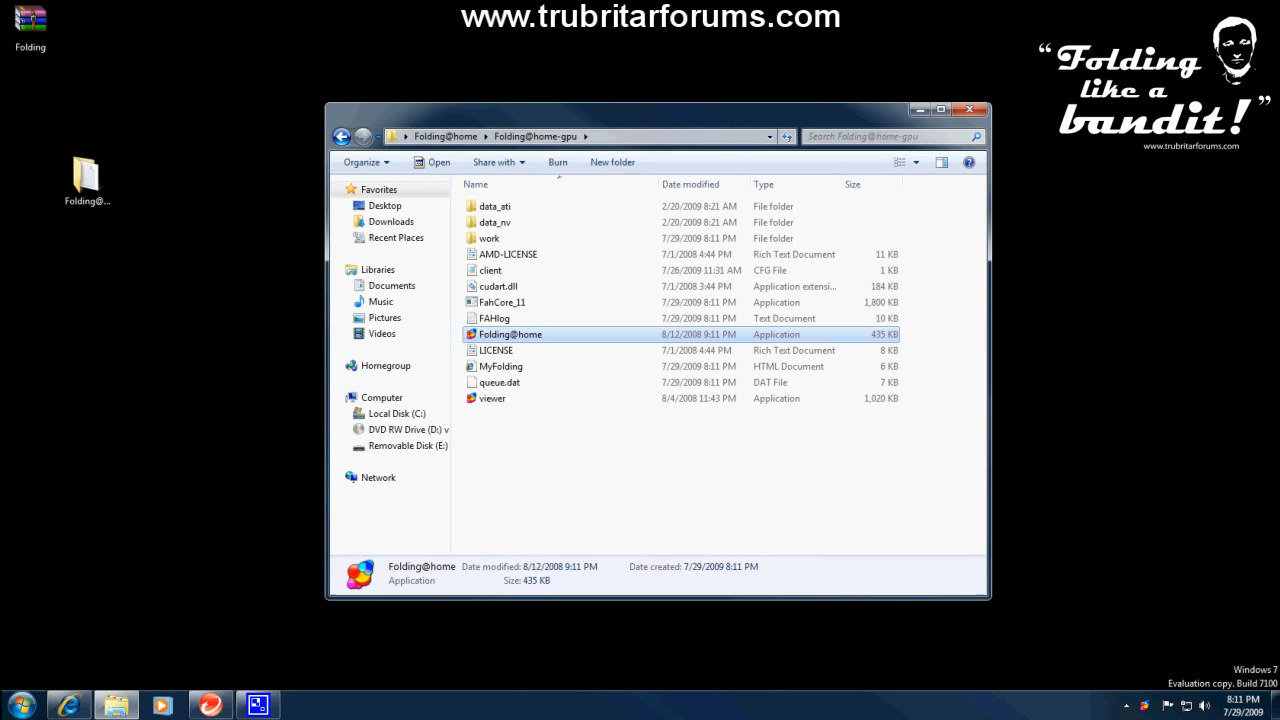 www.trubritarforums.com
Folding
“Folding
like a
bandit!”
www.trubritarforums.com
Folding@...
Folding@home
Folding@home-gpu
Search Folding@home-gpu
Organize
Open
Share with
Burn
New folder
Favorites
Desktop
Downloads
Recent Places
Libraries
Documents
Music
Pictures
Videos
Homegroup
Computer
Local Disk (C:)
DVD RW Drive (D:) v
Removable Disk (E:)
Network
Name Date modified Type Size
data_ati 2/20/2009 8:21 AM File folder
data_nv 2/20/2009 8:21 AM File folder
work 7/29/2009 8:11 PM File folder
AMD-LICENSE 7/1/2008 4:44 PM Rich Text Document 11 KB
client 7/26/2009 11:31 AM CFG File 1 KB
cudart.dll 7/1/2008 3:44 PM Application extensi... 184 KB
FahCore_11 7/29/2009 8:11 PM Application 1,800 KB
FAHlog 7/29/2009 8:11 PM Text Document 10 KB
Folding@home 8/12/2008 9:11 PM Application 435 KB
LICENSE 7/1/2008 4:44 PM Rich Text Document 8 KB
MyFolding 7/29/2009 8:11 PM HTML Document 6 KB
queue.dat 7/29/2009 8:11 PM DAT File 7 KB
viewer 8/4/2008 11:43 PM Application 1,020 KB
Folding@home Date modified: 8/12/2008 9:11 PM Date created: 7/29/2009 8:11 PM
Application Size: 435 KB
Windows 7
Evaluation copy. Build 7100
8:11 PM
7/29/2009